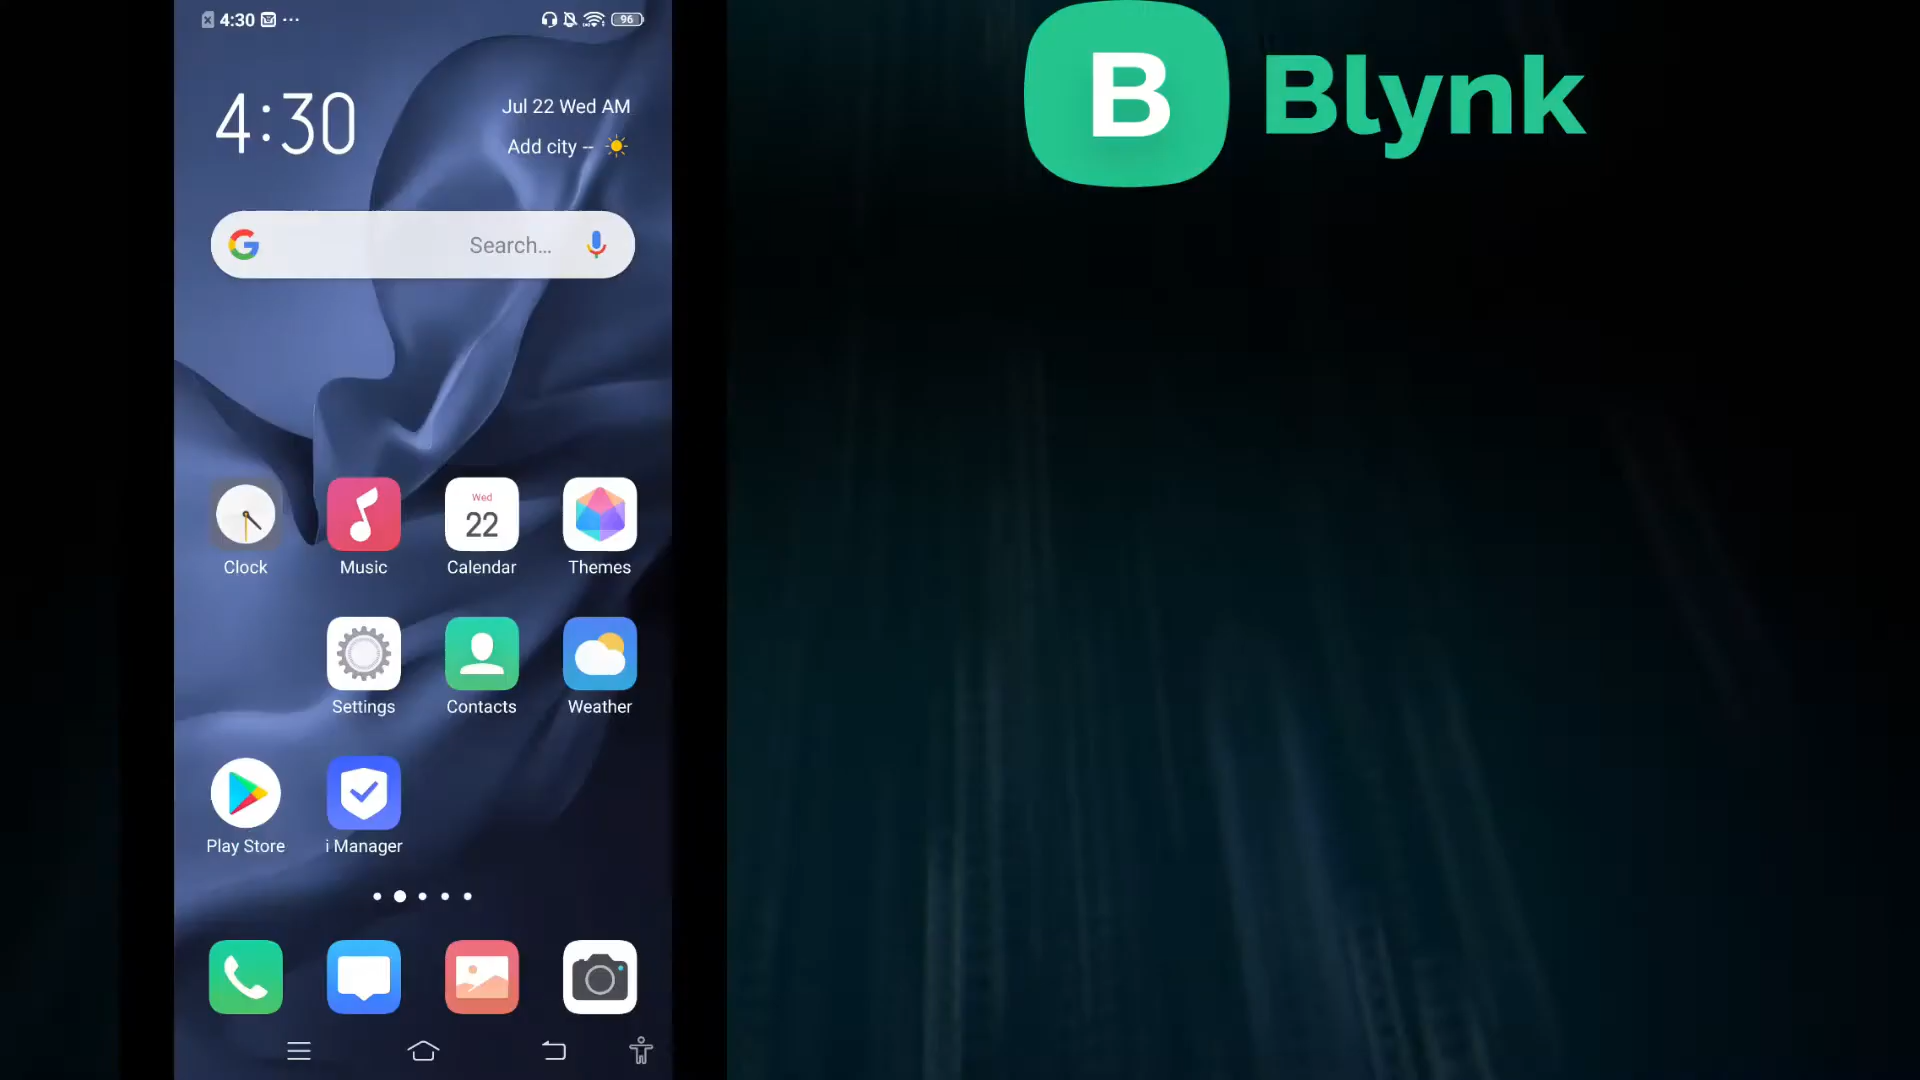 4:30 ...
96
4:30
Jul 22 Wed AM
Add city --
Search...
Wed
22
Clock
Music
Calendar
Themes
Settings
Contacts
Weather
Play Store
i Manager
B Blynk